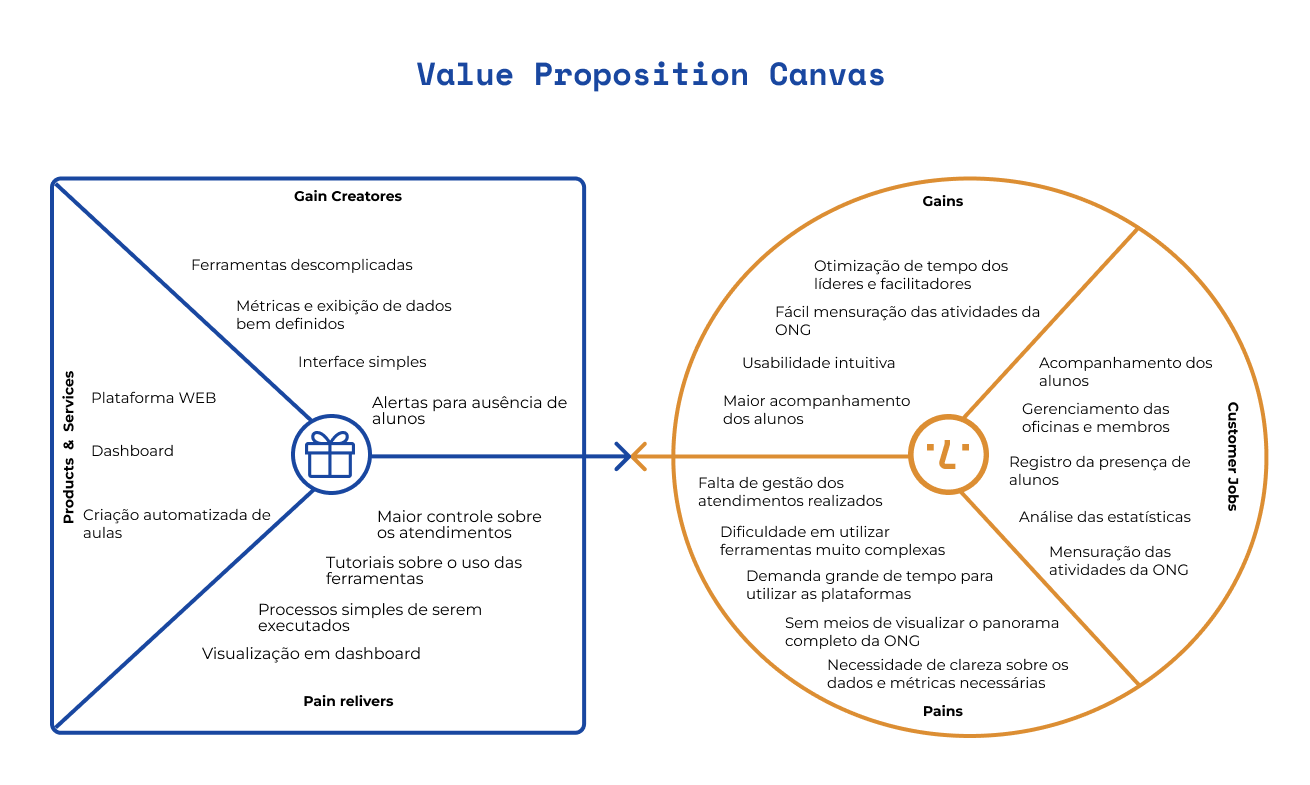 Value Proposition Canvas
Gain Creatores
Ferramentas descomplicadas
Métricas e exibição de dados
bem definidos
Interface simples
Alertas para ausência de
alunos
Products & Services
Plataforma WEB
Dashboard
Criação automatizada de
aulas
Maior controle sobre
os atendimentos
Tutoriais sobre o uso das
ferramentas
Processos simples de serem
executados
Visualização em dashboard
Pain relivers
Gains
Otimização de tempo dos
líderes e facilitadores
Fácil mensuração das atividades da
ONG
Usabilidade intuitiva
Maior acompanhamento
dos alunos
Acompanhamento dos
alunos
Gerenciamento das
oficinas e membros
Registro da presença de
alunos
Análise das estatísticas
Mensuração das
atividades da ONG
Customer Jobs
Falta de gestão dos
atendimentos realizados
Dificuldade em utilizar
ferramentas muito complexas
Demanda grande de tempo para
utilizar as plataformas
Sem meios de visualizar o panorama
completo da ONG
Necessidade de clareza sobre os
dados e métricas necessárias
Pains